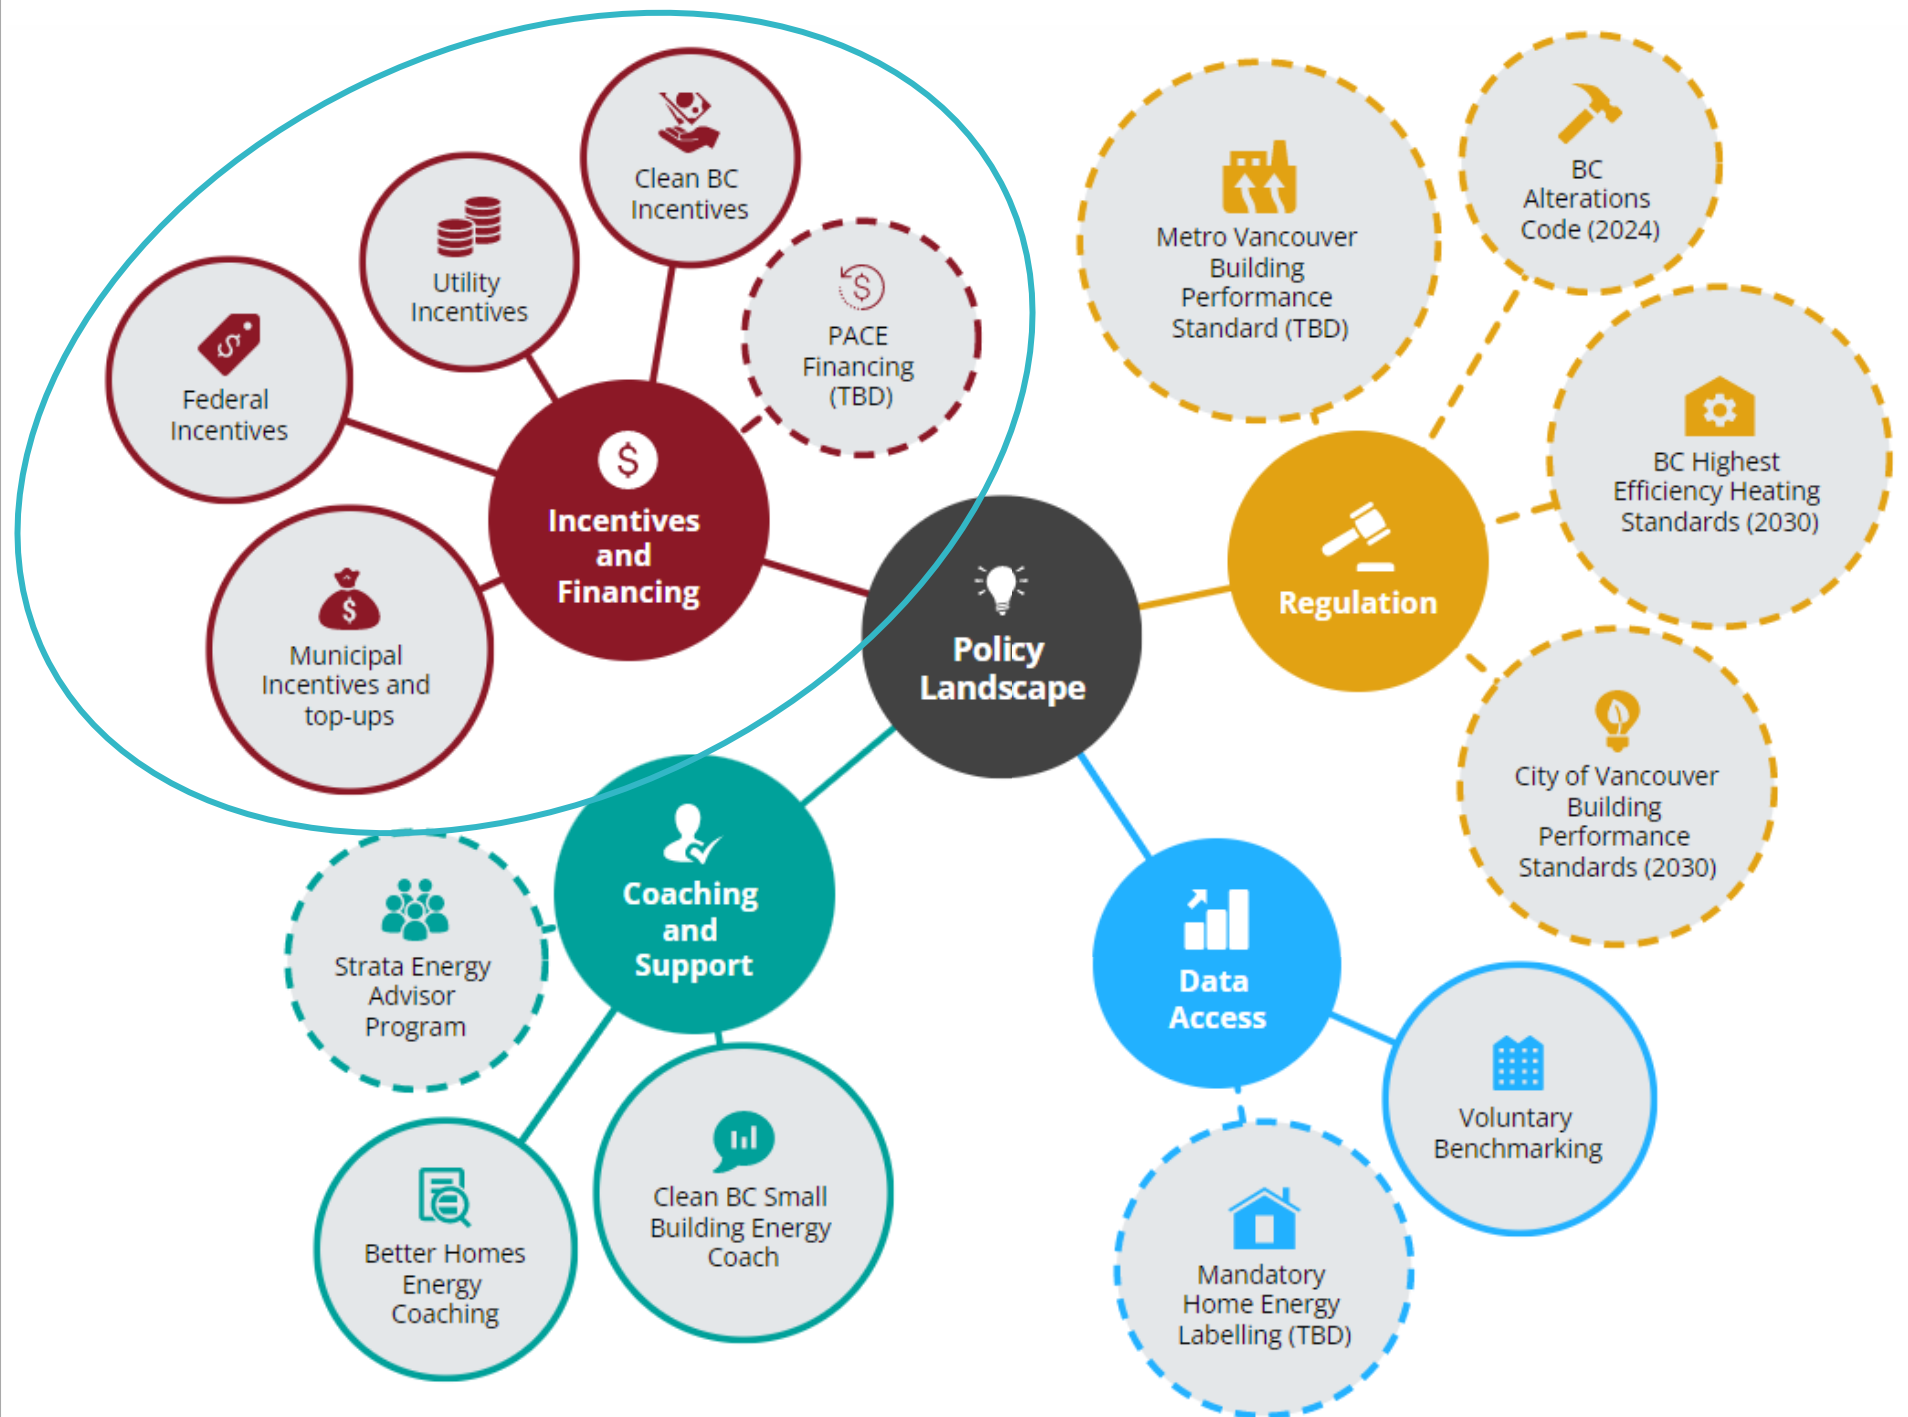 Clean BC
Incentives
Utility
Incentives
PACE
Financing
(TBD)
Federal
Incentives
$
Incentives
and
Financing
Municipal
Incentives and
top-ups
Policy
Landscape
Metro Vancouver
Building
Performance
Standard (TBD)
BC
Alterations
Code (2024)
BC Highest
Efficiency Heating
Standards (2030)
Regulation
City of Vancouver
Building
Performance
Standards (2030)
Coaching
and
Support
Strata Energy
Advisor
Program
Better Homes
Energy
Coaching
Clean BC Small
Building Energy
Coach
Data
Access
Voluntary
Benchmarking
Mandatory
Home Energy
Labelling (TBD)